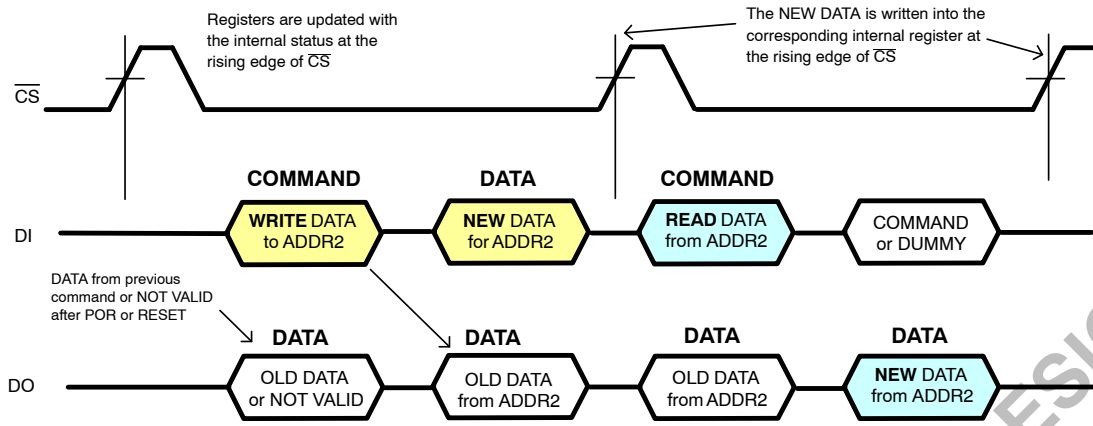 Registers are updated with
the internal status at the
rising edge of C̅S̅
The NEW DATA is written into the
corresponding internal register at
the rising edge of C̅S̅
C̅S̅
COMMAND
DATA
COMMAND
DI
WRITE DATA
to ADDR2
NEW DATA
for ADDR2
READ DATA
from ADDR2
COMMAND
or DUMMY
DATA from previous
command or NOT VALID
after POR or RESET
DATA
DATA
DATA
DATA
DO
OLD DATA
or NOT VALID
OLD DATA
from ADDR2
OLD DATA
from ADDR2
NEW DATA
from ADDR2